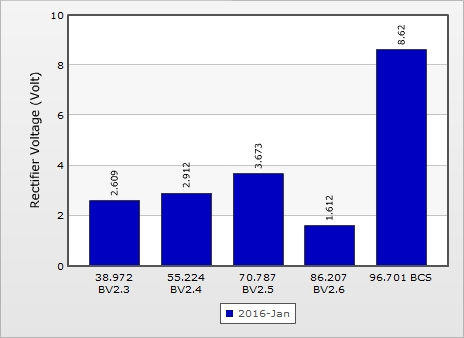 10
8
6
4
2
0
Rectifier Voltage (Volt)
2.609
2.912
3.673
1.612
8.62
38.972 55.224 70.787 86.207 96.701 BCS
BV2.3 BV2.4 BV2.5 BV2.6
2016-Jan